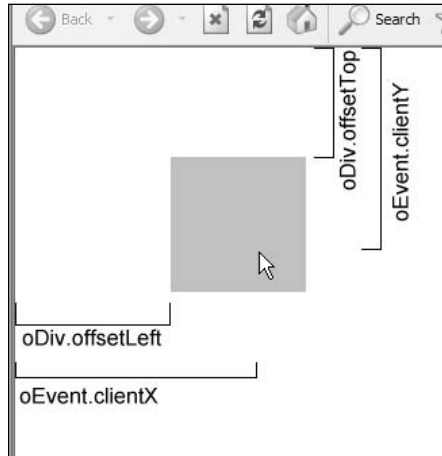 Back
Search
oDiv.offsetTop
oEvent.clientY
oDiv.offsetLeft
oEvent.clientX